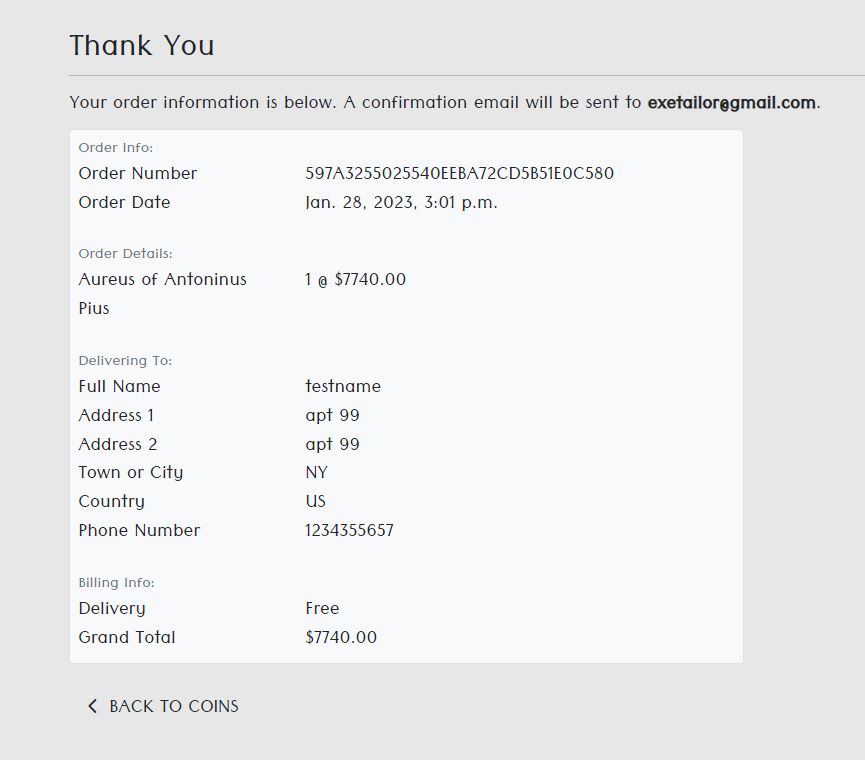 Thank You
Your order information is below. A confirmation email will be sent to exetailor@gmail.com.
Order Info:
Order Number 597A3255025540EEBA72CD5B51E0C580
Order Date Jan. 28, 2023, 3:01 p.m.
Order Details:
Aureus of Antoninus 1 @ $7740.00
Pius
Delivering To:
Full Name testname
Address 1 apt 99
Address 2 apt 99
Town or City NY
Country US
Phone Number 1234355657
Billing Info:
Delivery Free
Grand Total $7740.00
BACK TO COINS